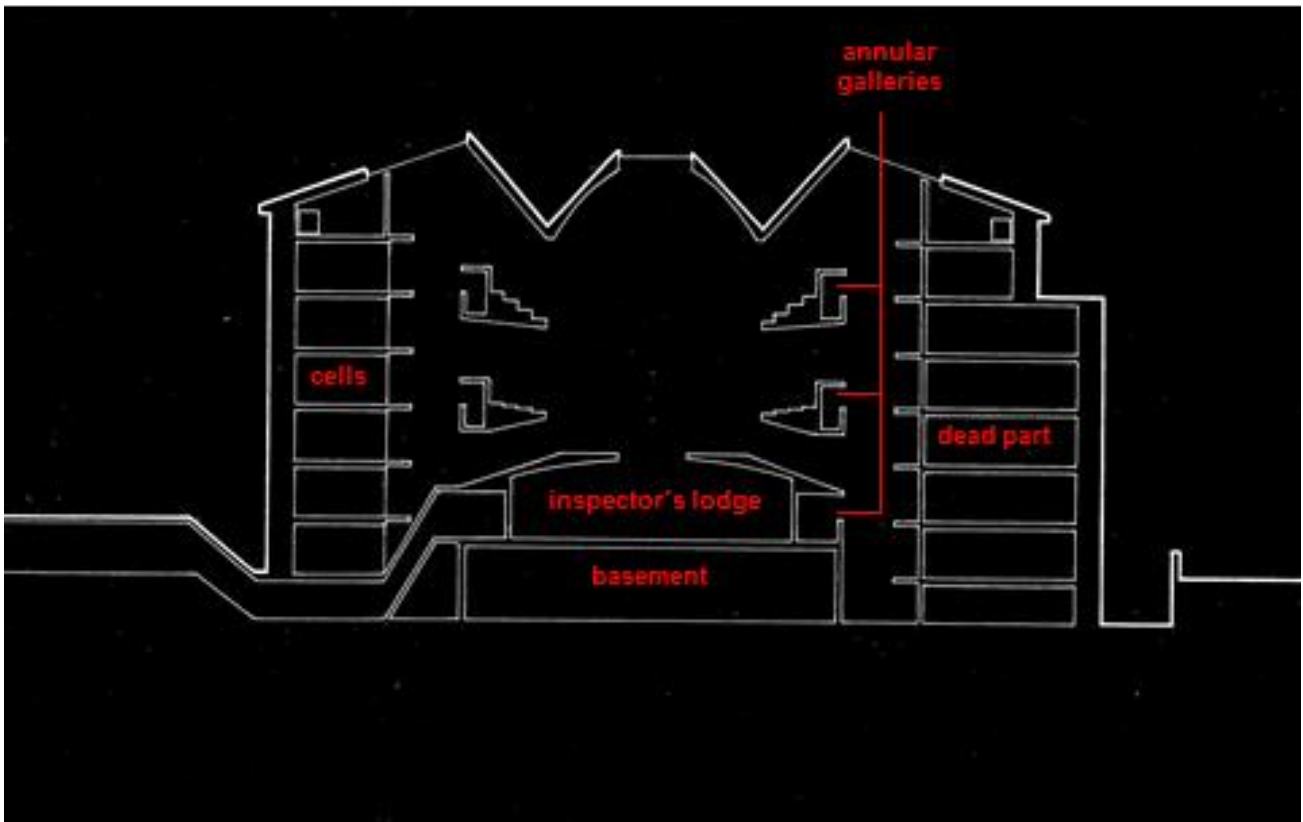 annular
galleries
cells
dead part
inspector's lodge
basement